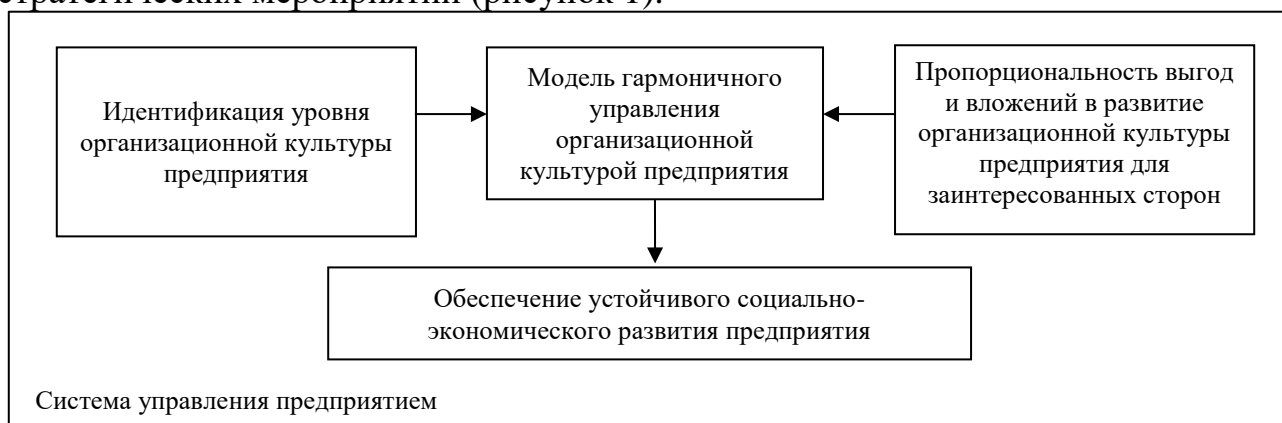 стратегических мероприятий (рисунок 1).
Идентификация уровня
организационной культуры
предприятия
Модель гармоничного
управления
организационной
культурой предприятия
Пропорциональность выгод
и вложений в развитие
организационной культуры
предприятия для
заинтересованных сторон
Обеспечение устойчивого социально-
экономического развития предприятия
Система управления предприятием